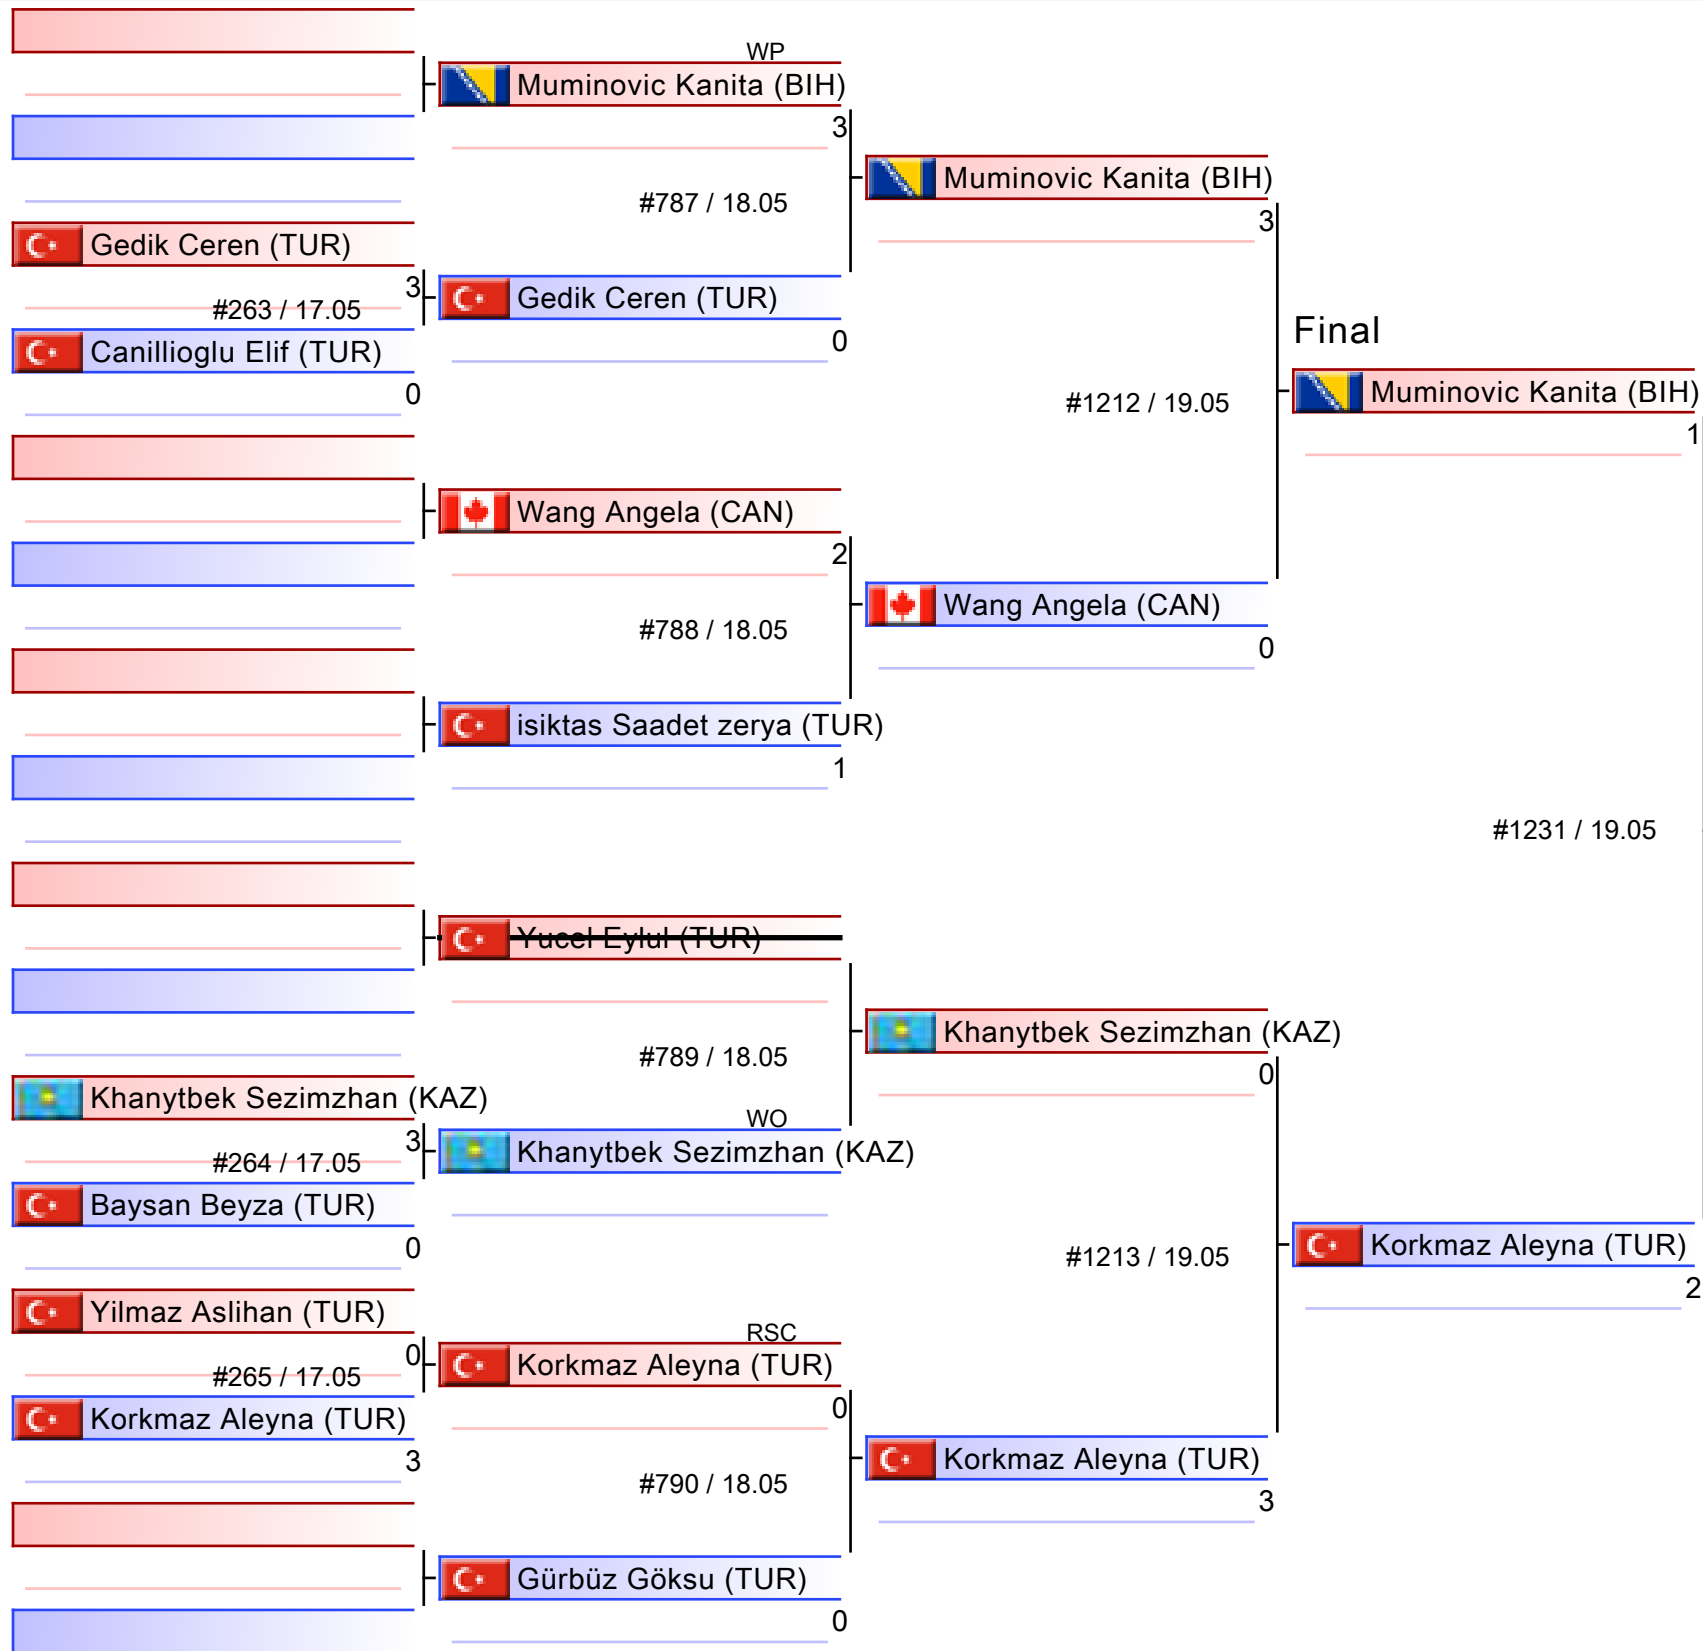 WP
Muminovic Kanita (BIH)
3
Muminovic Kanita (BIH)
#787 / 18.05
3
Gedik Ceren (TUR)
3
#263 / 17.05
Gedik Ceren (TUR)
Canillioglu Elif (TUR)
0
0
Final
Muminovic Kanita (BIH)
#1212 / 19.05
1
Wang Angela (CAN)
2
Wang Angela (CAN)
#788 / 18.05
0
isiktas Saadet zerya (TUR)
1
#1231 / 19.05
Yucel Eylul (TUR)
Khanytbek Sezimzhan (KAZ)
#789 / 18.05
0
Khanytbek Sezimzhan (KAZ)
WO
3
#264 / 17.05
Khanytbek Sezimzhan (KAZ)
Baysan Beyza (TUR)
0
Korkmaz Aleyna (TUR)
#1213 / 19.05
2
Yilmaz Aslihan (TUR)
RSC
0
#265 / 17.05
Korkmaz Aleyna (TUR)
Korkmaz Aleyna (TUR)
0
3
Korkmaz Aleyna (TUR)
#790 / 18.05
3
Gürbüz Göksu (TUR)
0